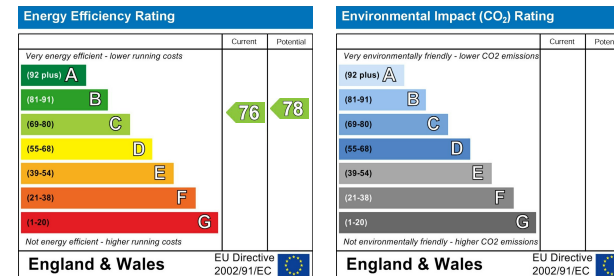 Energy Efficiency Rating
Current Potential
Very energy efficient - lower running costs
(92 plus) A
(81-91) B
(69-80) C
76 78
(55-68) D
(39-54) E
(21-38) F
(1-20) G
Not energy efficient - higher running costs
England & Wales
EU Directive
2002/91/EC
Environmental Impact (CO₂) Rating
Current Poten
Very environmentally friendly - lower CO2 emissions
(92 plus) A
(81-91) B
(69-80) C
(55-68) D
(39-54) E
(21-38) F
(1-20) G
Not environmentally friendly - higher CO2 emissions
England & Wales
EU Directive
2002/91/EC